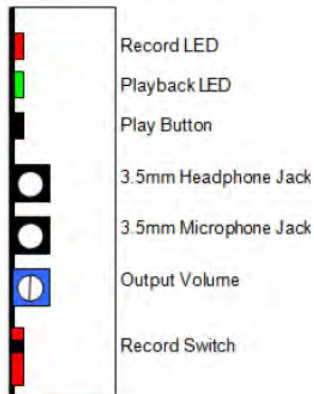 Record LED
Playback LED
Play Button
3.5mm Headphone Jack
3.5mm Microphone Jack
Output Volume
Record Switch